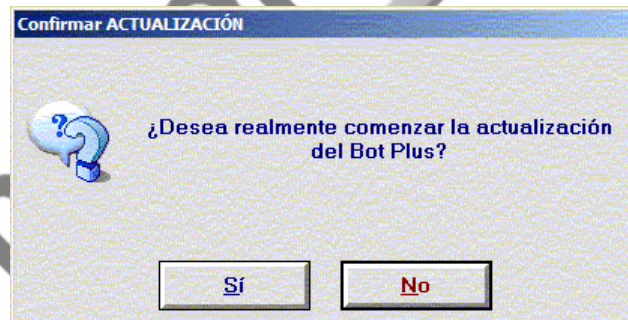 Confirmar ACTUALIZACIÓN
¿Desea realmente comenzar la actualización
del Bot Plus?
Sí
No